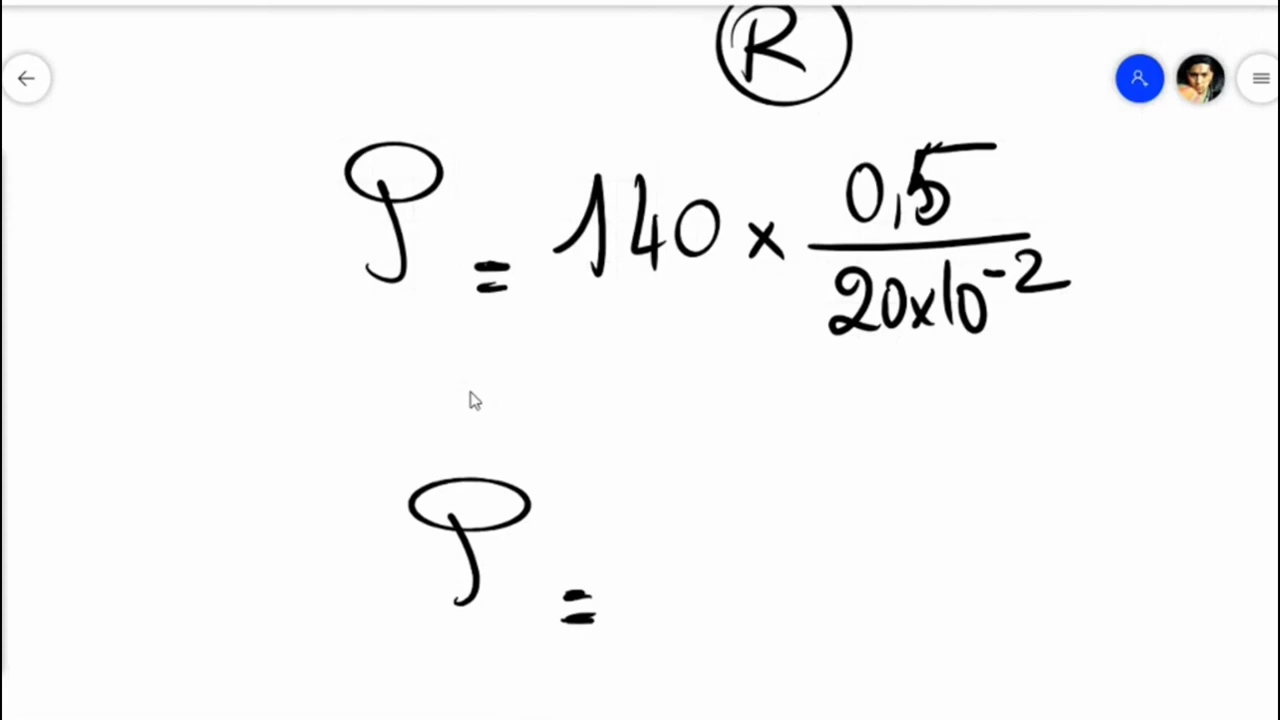 R
ρ = 140 × 0,5 / 20×10⁻²
ρ =